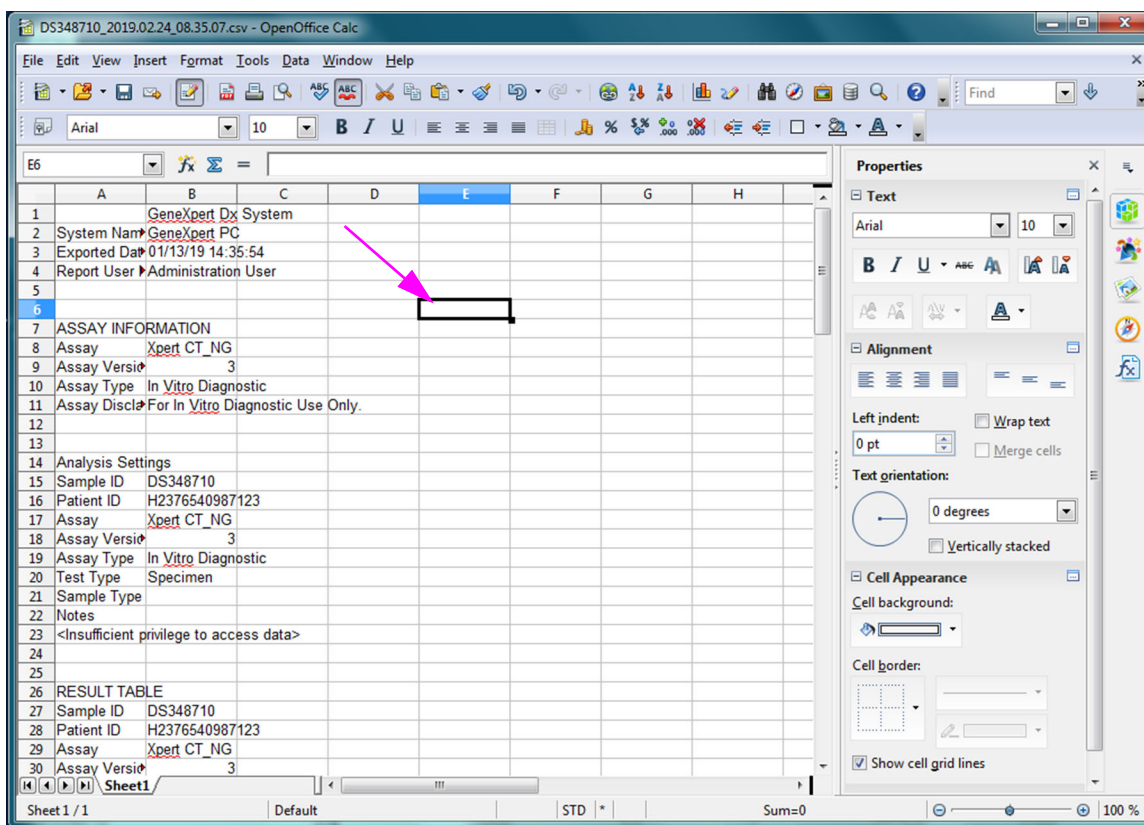 DS348710_2019.02.24_08.35.07.csv - OpenOffice Calc
File Edit View Insert Format Tools Data Window Help
Find
Arial 10
E6
A B C D E F G H
1 GeneXpert Dx System
2 System Nam GeneXpert PC
3 Exported Dat 01/13/19 14:35:54
4 Report User N Administration User
5
6
7 ASSAY INFORMATION
8 Assay Xpert CT_NG
9 Assay Versio 3
10 Assay Type In Vitro Diagnostic
11 Assay Discla For In Vitro Diagnostic Use Only.
12
13
14 Analysis Settings
15 Sample ID DS348710
16 Patient ID H2376540987123
17 Assay Xpert CT_NG
18 Assay Versio 3
19 Assay Type In Vitro Diagnostic
20 Test Type Specimen
21 Sample Type
22 Notes
23 <Insufficient privilege to access data>
24
25
26 RESULT TABLE
27 Sample ID DS348710
28 Patient ID H2376540987123
29 Assay Xpert CT_NG
30 Assay Versio 3
Sheet1
Sheet 1 / 1 Default STD * Sum=0 100 %
Properties
Text
Arial 10
Alignment
Left indent:
Wrap text
0 pt
Merge cells
Text orientation:
0 degrees
Vertically stacked
Cell Appearance
Cell background:
Cell border:
Show cell grid lines